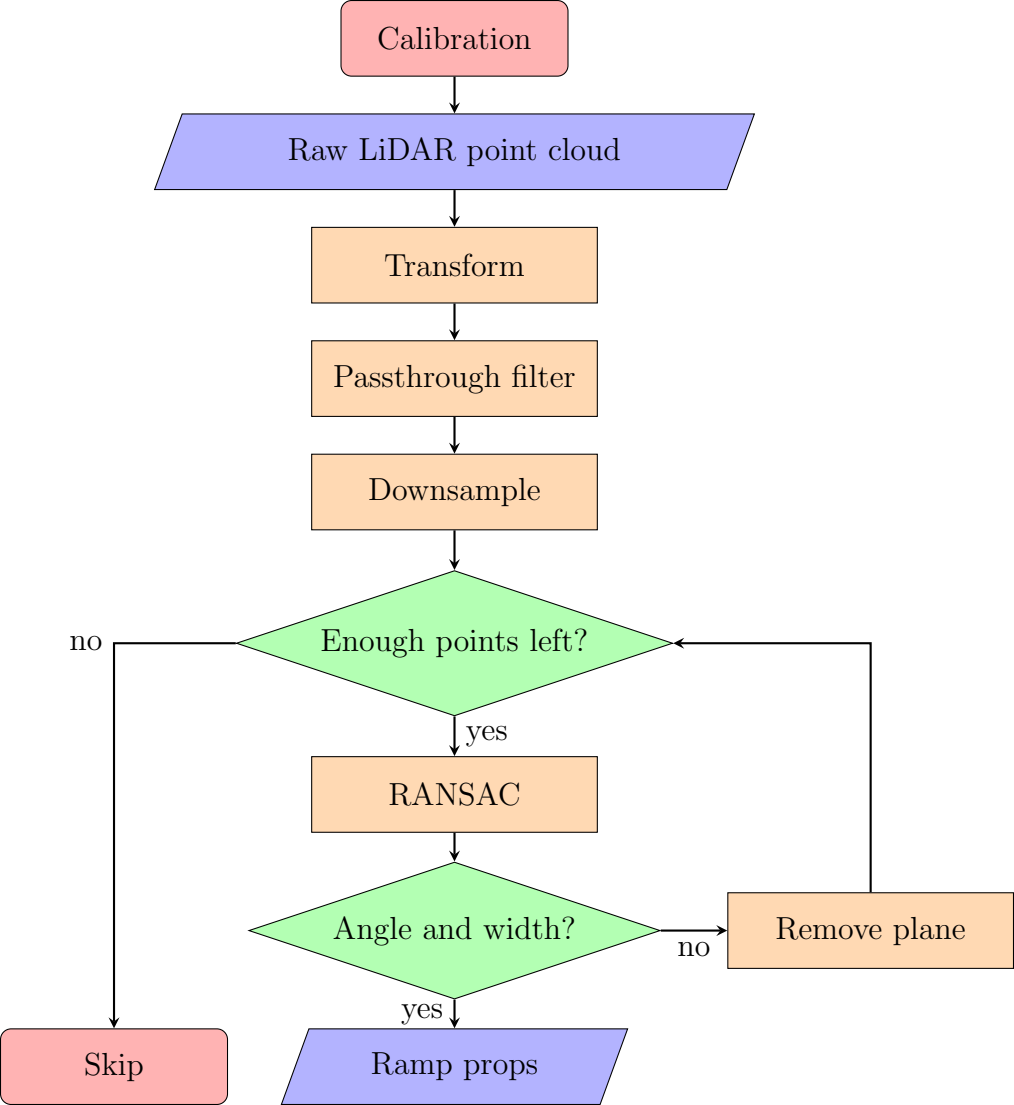 Calibration
Raw LiDAR point cloud
Transform
Passthrough filter
Downsample
Enough points left?
no
yes
RANSAC
Angle and width?
no
Remove plane
yes
Skip
Ramp props